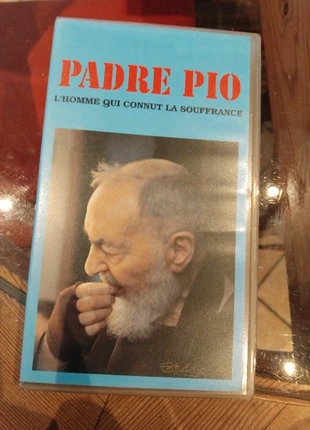 PADRE PIO
L'HOMME QUI CONNUT LA SOUFFRANCE